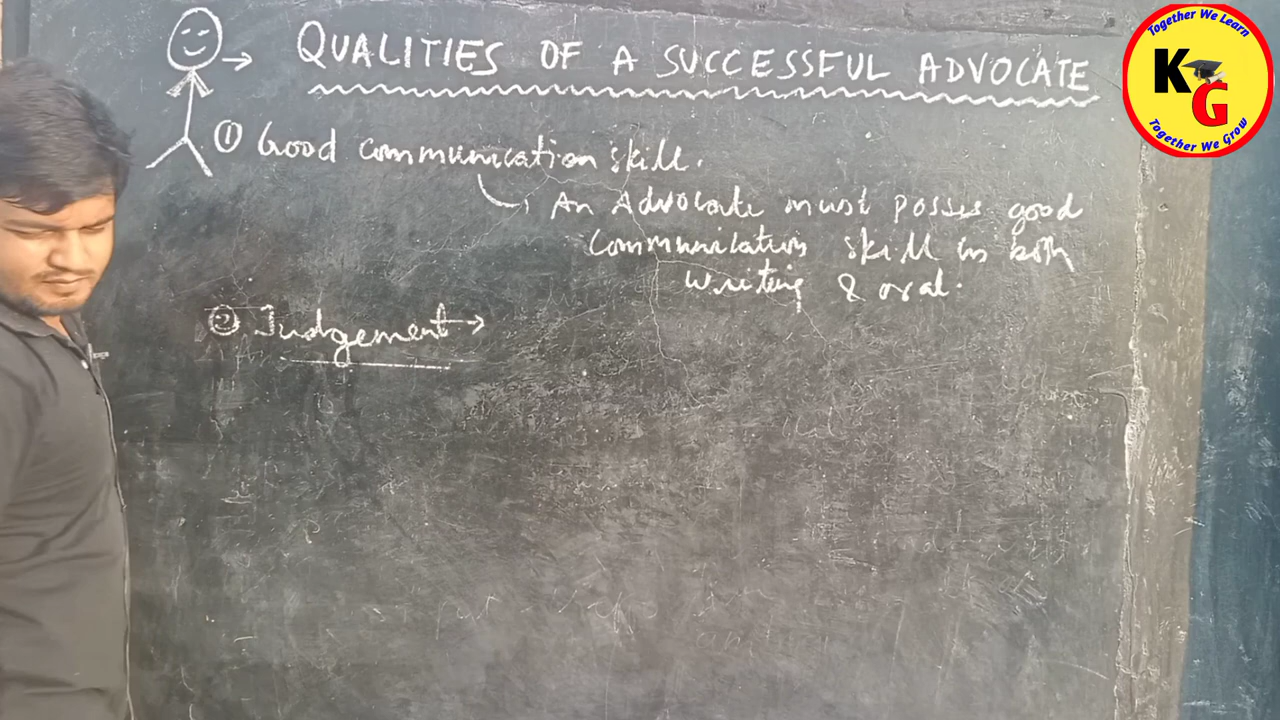 QUALITIES OF A SUCCESSFUL ADVOCATE
① Good communication skill.
An Advocate must posses good
communication skill in both
writing & oral.
② Judgement →
Together We Learn
KG
Together We Grow